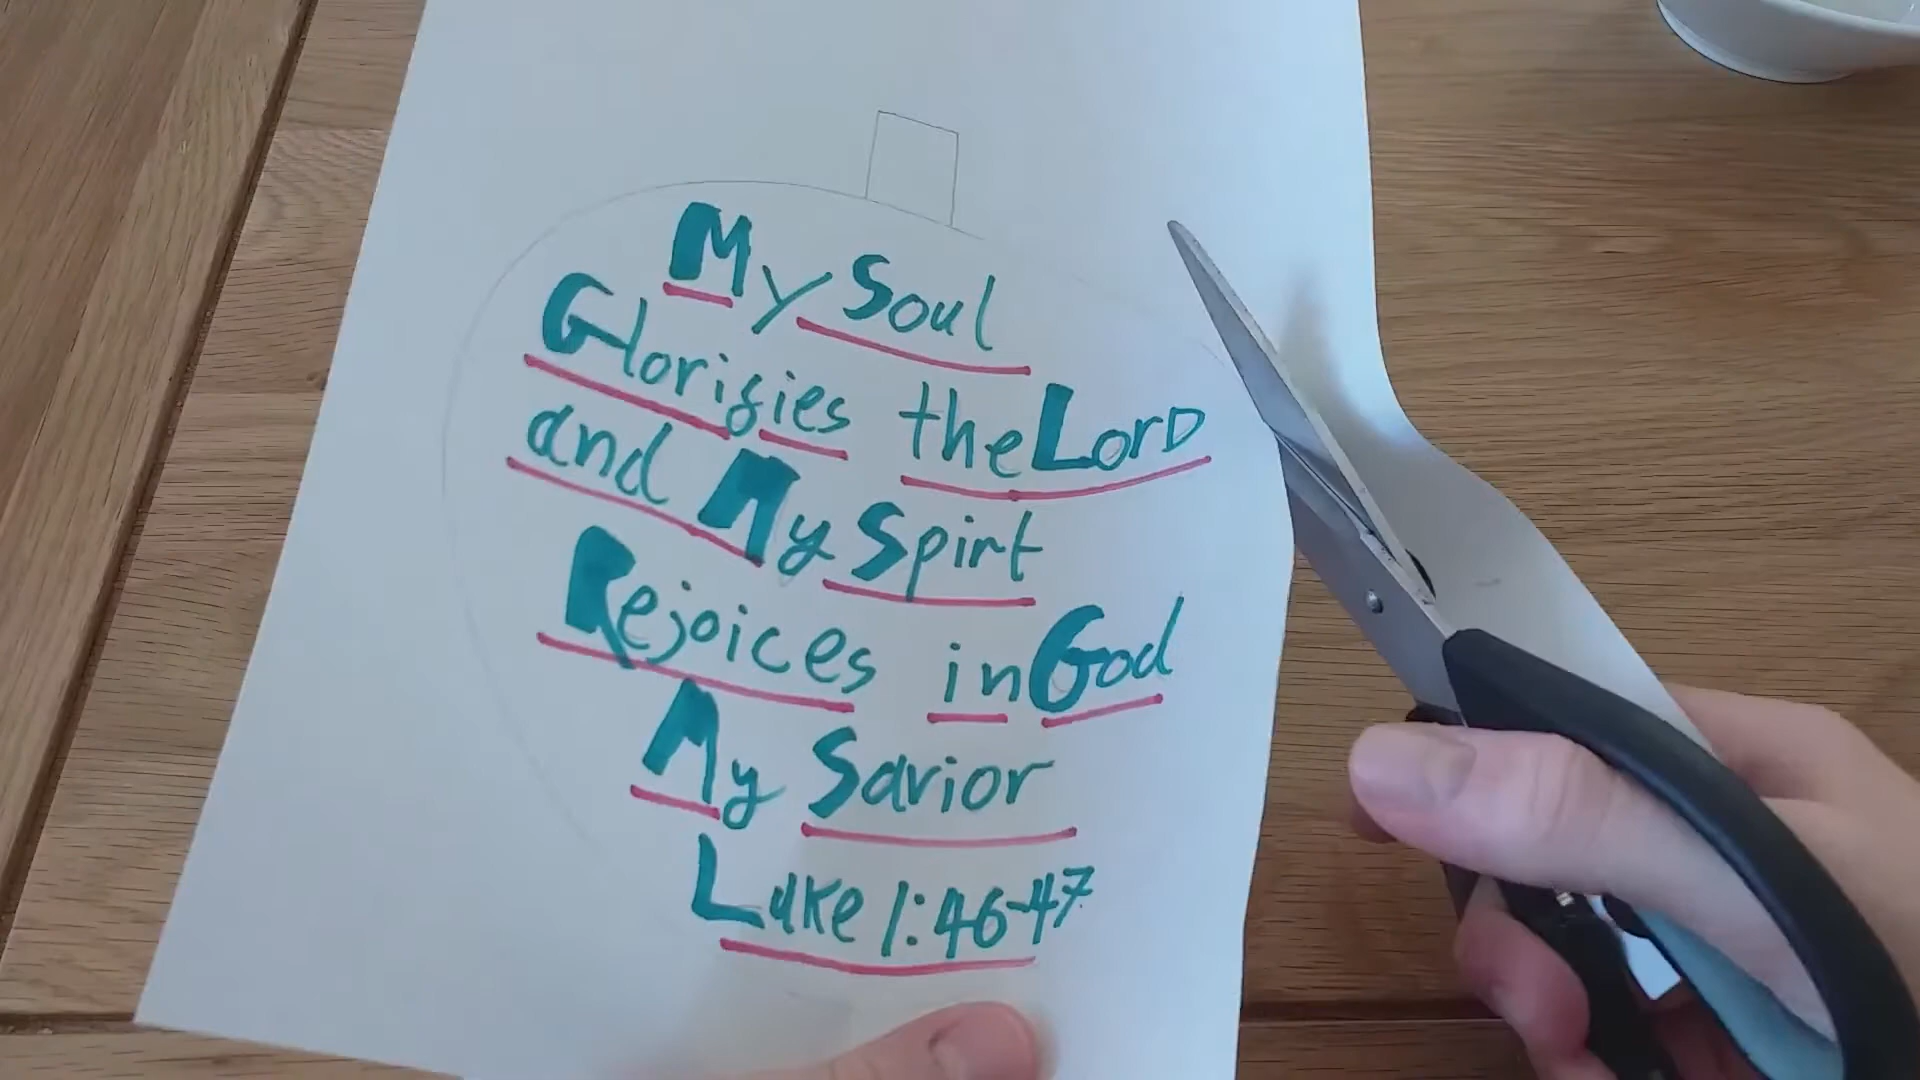 My Soul
Glorifies the LorD
and My Spirt
Rejoices in God
My Savior
Luke 1:46-47